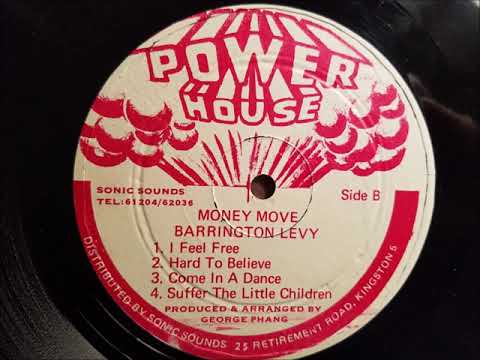 POWER
HOUSE
SONIC SOUNDS
TEL:61204/62036
Side B
MONEY MOVE
BARRINGTON LEVY
1. I Feel Free
2. Hard To Believe
3. Come In A Dance
4. Suffer The Little Children
PRODUCED & ARRANGED BY
GEORGE PHANG
DISTRIBUTED BY SONIC SOUNDS 25 RETIREMENT ROAD, KINGSTON 5